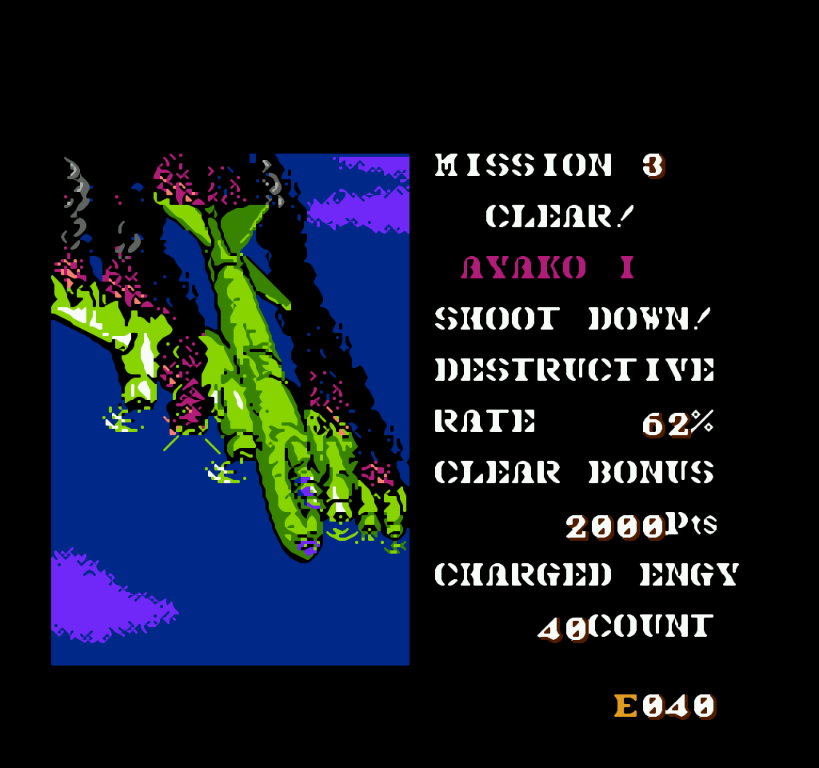 MISSION 3
CLEAR!
AYAKO I
SHOOT DOWN!
DESTRUCTIVE
RATE 62%
CLEAR BONUS
2000Pts
CHARGED ENGY
40COUNT
E040